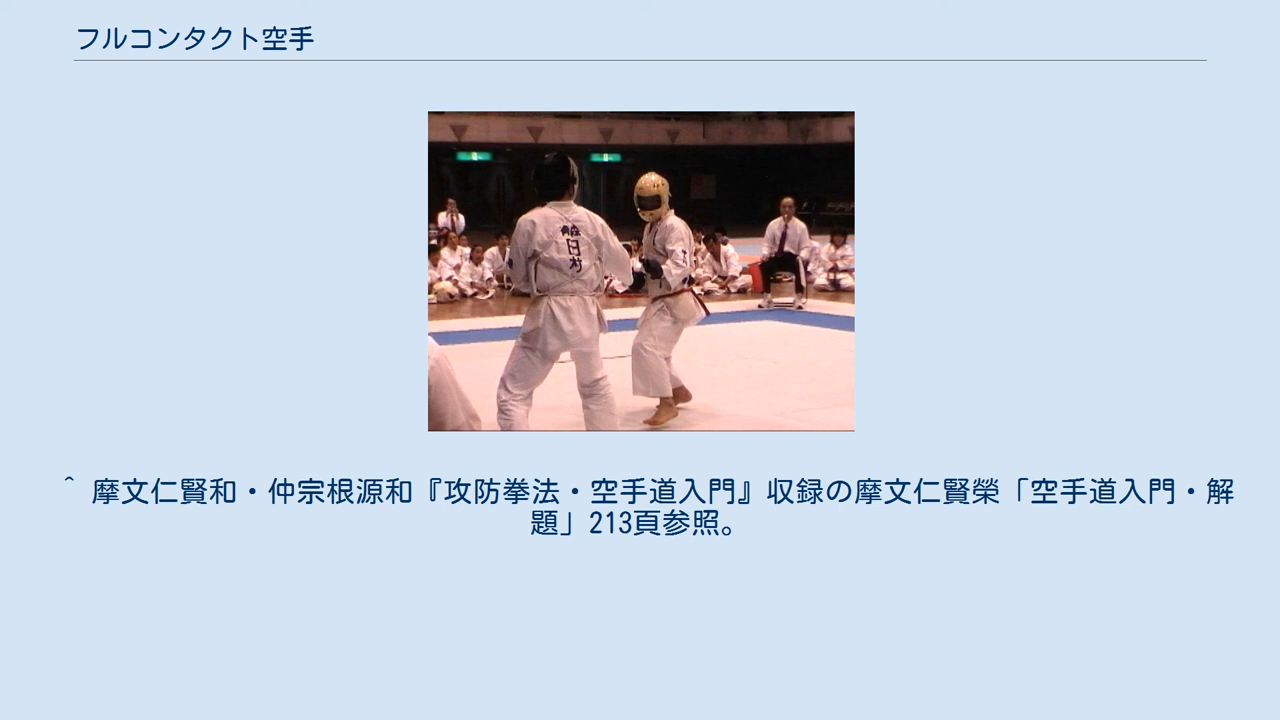 フルコンタクト空手
^ 摩文仁賢和・仲宗根源和『攻防拳法・空手道入門』収録の摩文仁賢榮「空手道入門・解
題」213頁参照。